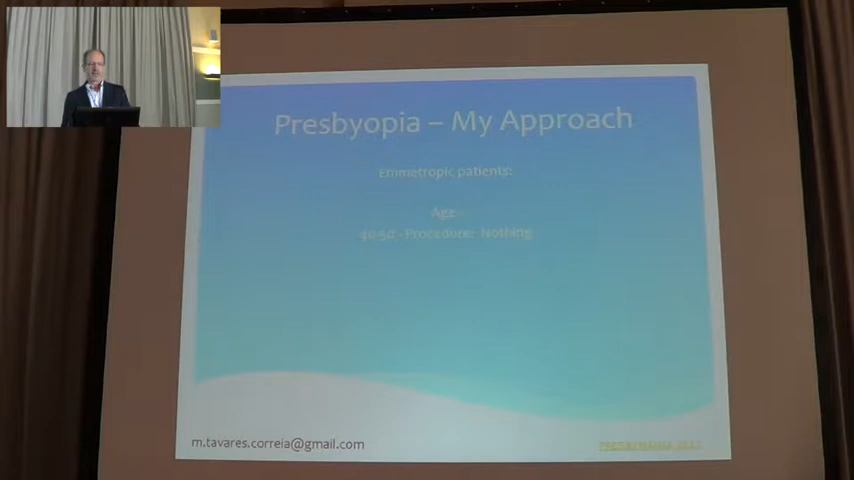 Presbyopia – My Approach
Emmetropic patients:
Age -
40-50 - Procedure: Nothing
m.tavares.correia@gmail.com